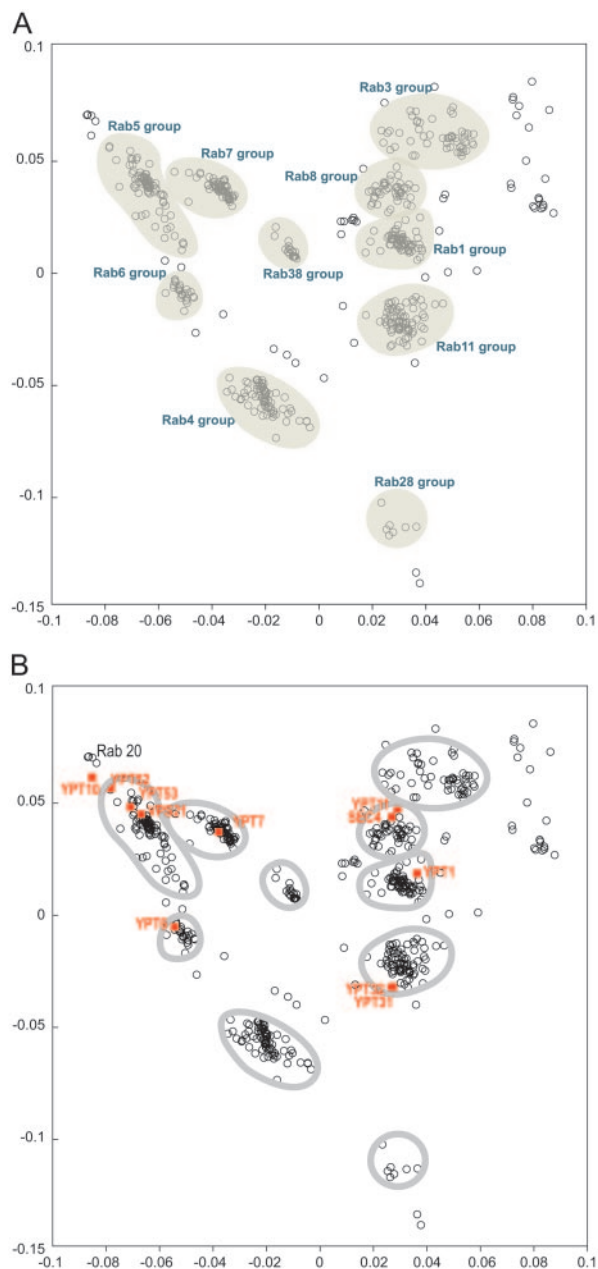 A
0.1
Rab3 group
Rab5 group
Rab7 group
0.05
Rab8 group
Rab1 group
Rab38 group
0
Rab6 group
Rab11 group
-0.05
Rab4 group
Rab28 group
-0.1
-0.15
-0.1 -0.08 -0.06 -0.04 -0.02 0 0.02 0.04 0.06 0.08 0.1
B
0.1
Rab 20
YPT10
YPT53
YPT7
0.05
SEC4
YPT1
0
YPT6
YPT31
-0.05
-0.1
-0.15
-0.1 -0.08 -0.06 -0.04 -0.02 0 0.02 0.04 0.06 0.08 0.1